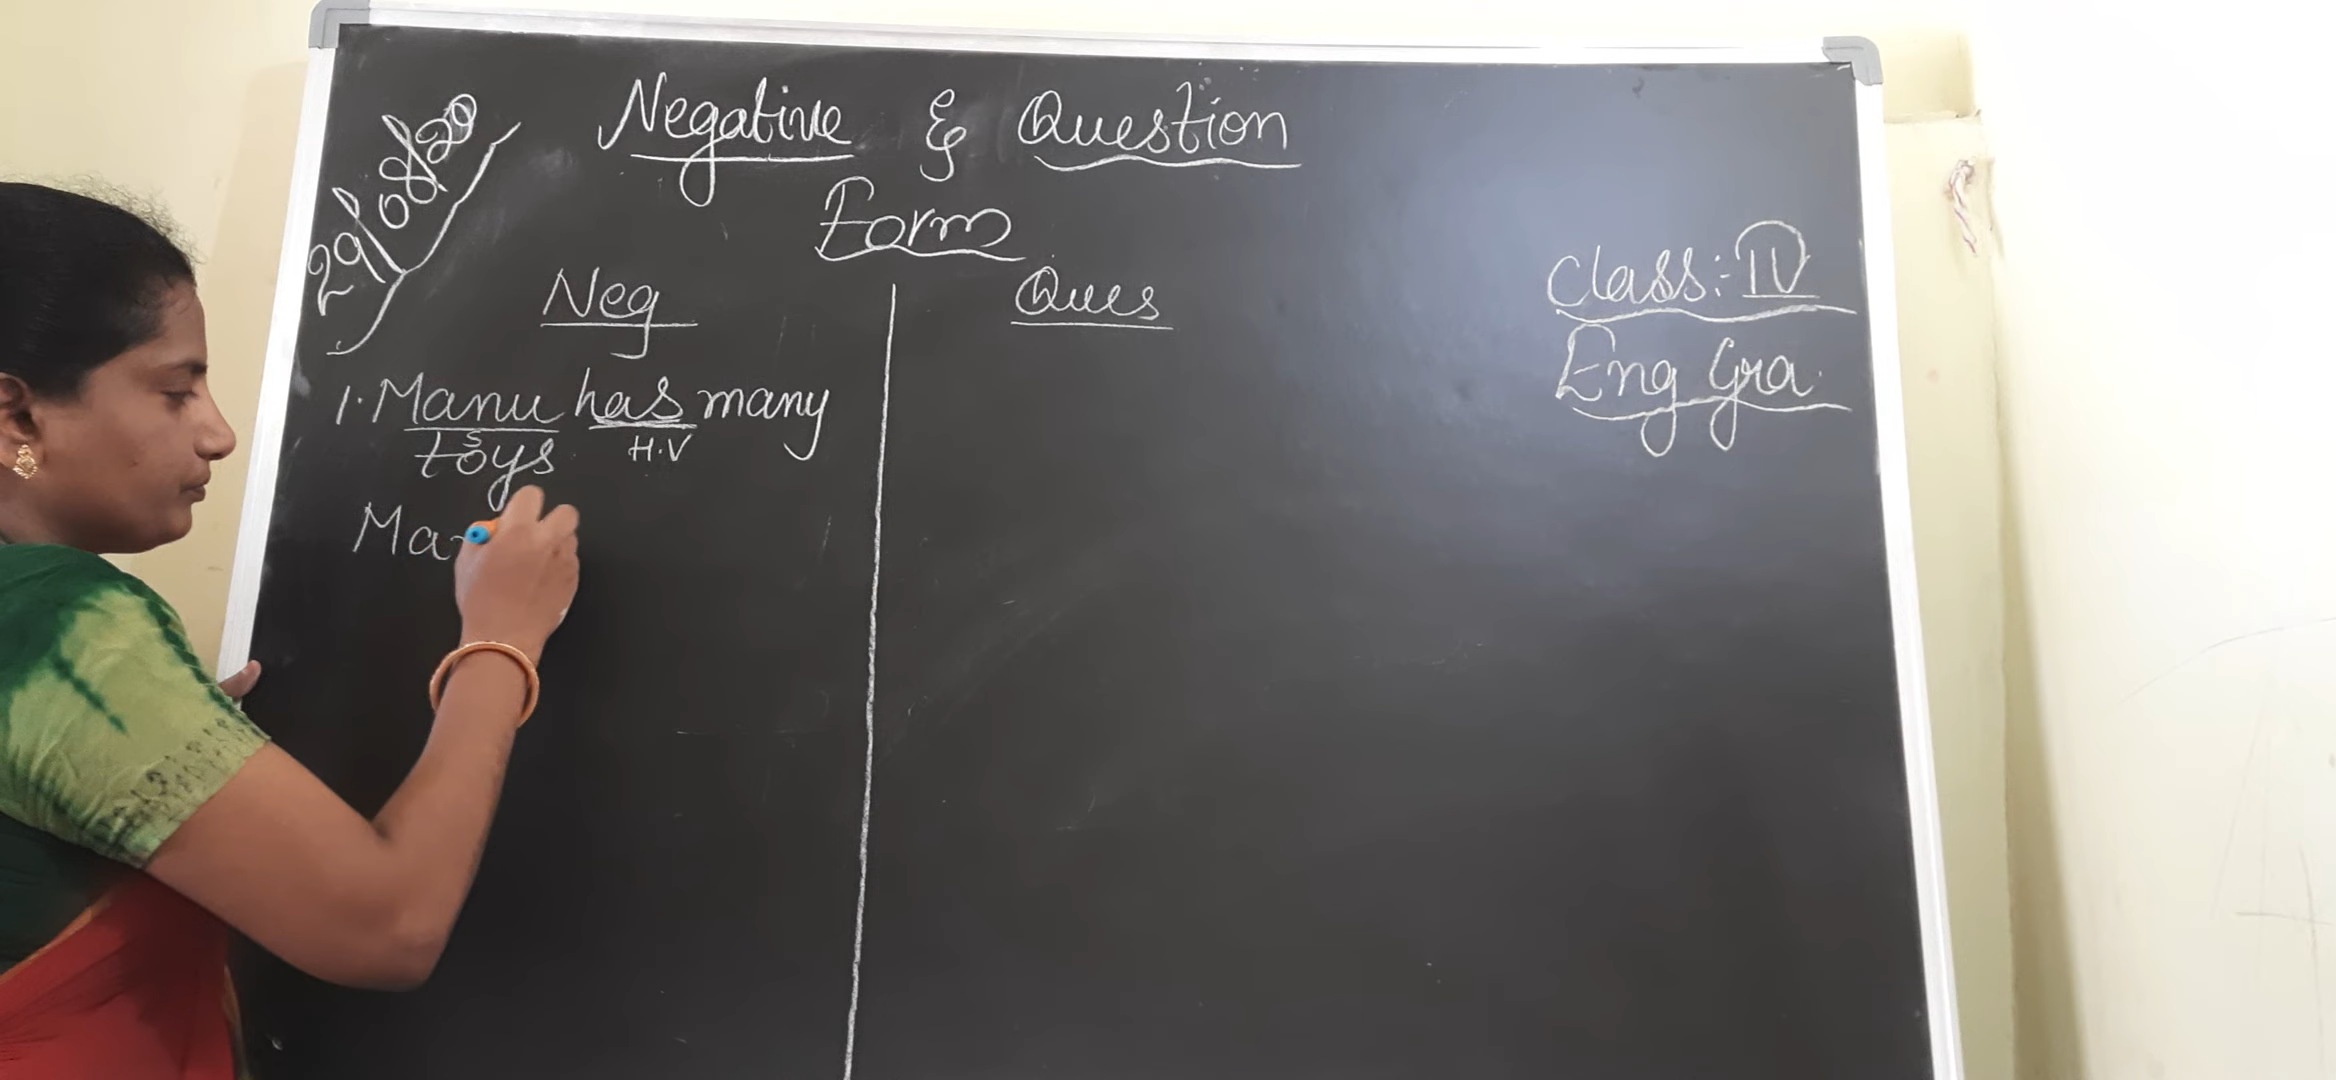 29/08/20
Negative & Question
Form
Class:- IV
Eng Gra.
Neg
Ques
1. Manu has many
S
H.V
toys
Ma